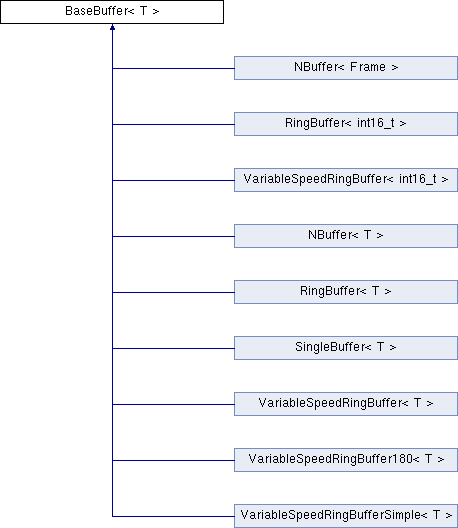 BaseBuffer< T >
NBuffer< Frame >
RingBuffer< int16_t >
VariableSpeedRingBuffer< int16_t >
NBuffer< T >
RingBuffer< T >
SingleBuffer< T >
VariableSpeedRingBuffer< T >
VariableSpeedRingBuffer180< T >
VariableSpeedRingBufferSimple< T >